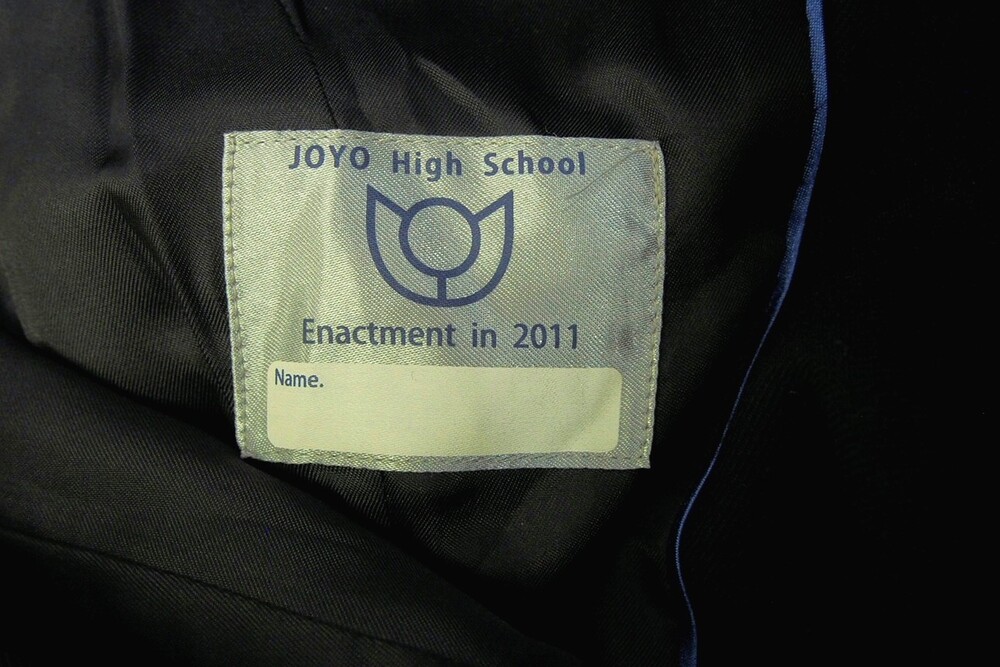 JOYO High School
Enactment in 2011
Name.